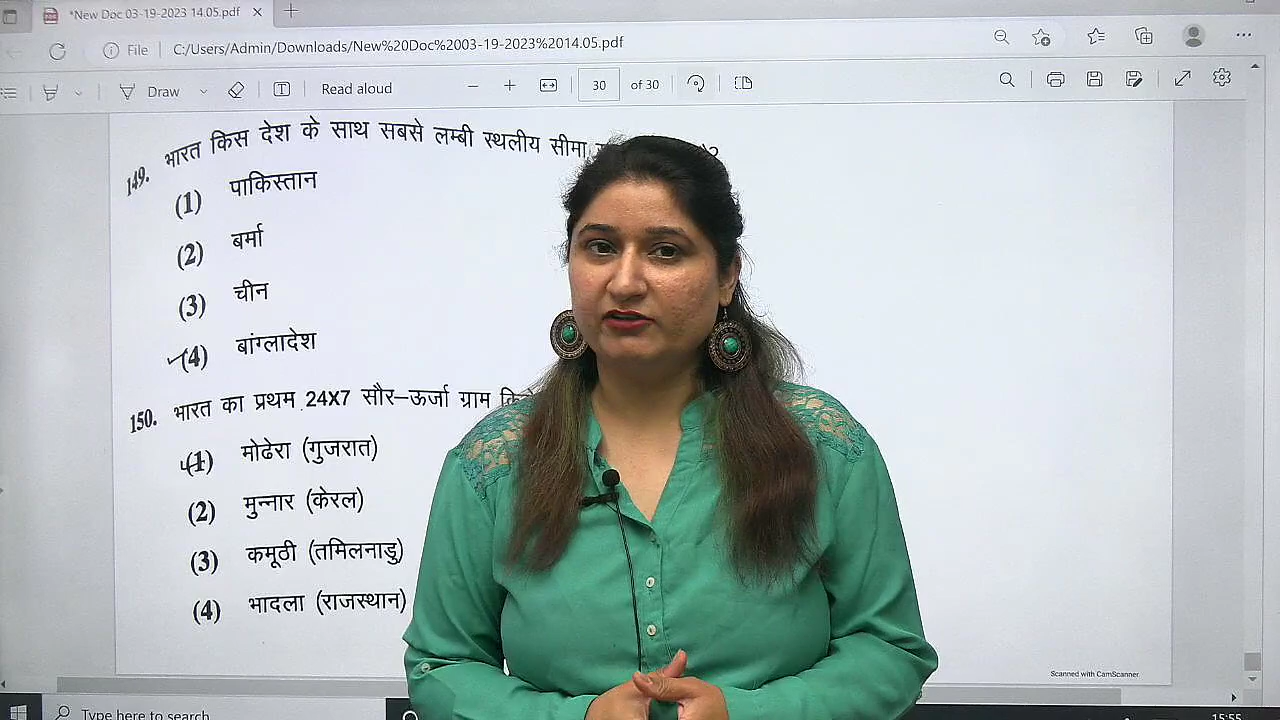 *New Doc 03-19-2023 14.05.pdf
File C:/Users/Admin/Downloads/New%20Doc%2003-19-2023%2014.05.pdf
Draw Read aloud 30 of 30
149. भारत किस देश के साथ सबसे लम्बी स्थलीय सीमा
(1) पाकिस्तान
(2) बर्मा
(3) चीन
(4) बांग्लादेश
150. भारत का प्रथम 24X7 सौर–ऊर्जा ग्राम
(1) मोढेरा (गुजरात)
(2) मुन्नार (केरल)
(3) कमूठी (तमिलनाडु)
(4) भादला (राजस्थान)
Scanned with CamScanner
Type here to search
15:55